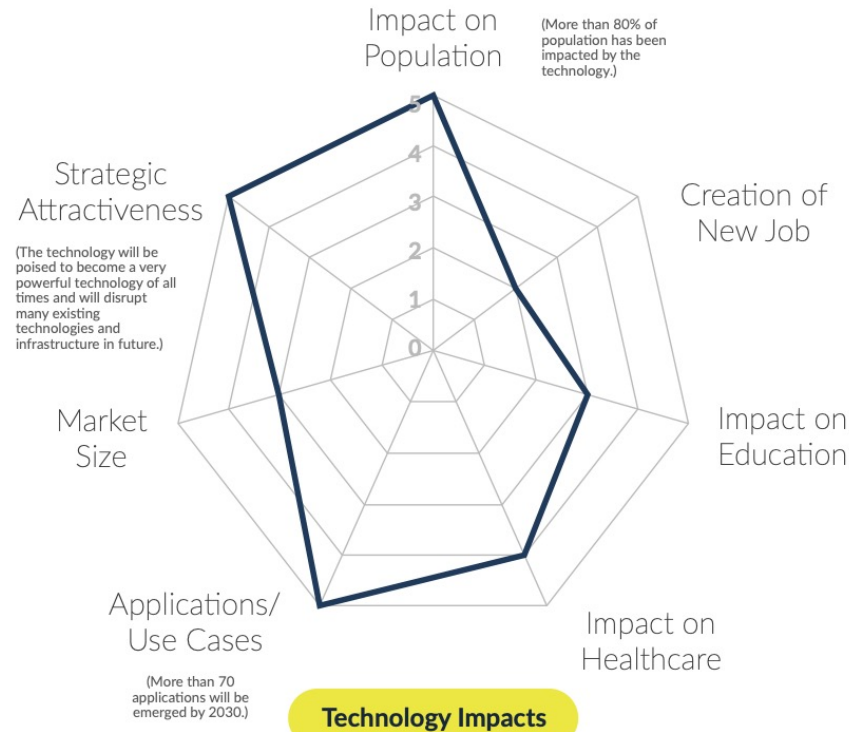 Impact on
Population
(More than 80% of
population has been
impacted by the
technology.)
5
4
3
2
1
0
Strategic
Attractiveness
(The technology will be
poised to become a very
powerful technology of all
times and will disrupt
many existing
technologies and
infrastructure in future.)
Creation of
New Job
Market
Size
Impact on
Education
Applications/
Use Cases
(More than 70
applications will be
emerged by 2030.)
Impact on
Healthcare
Technology Impacts